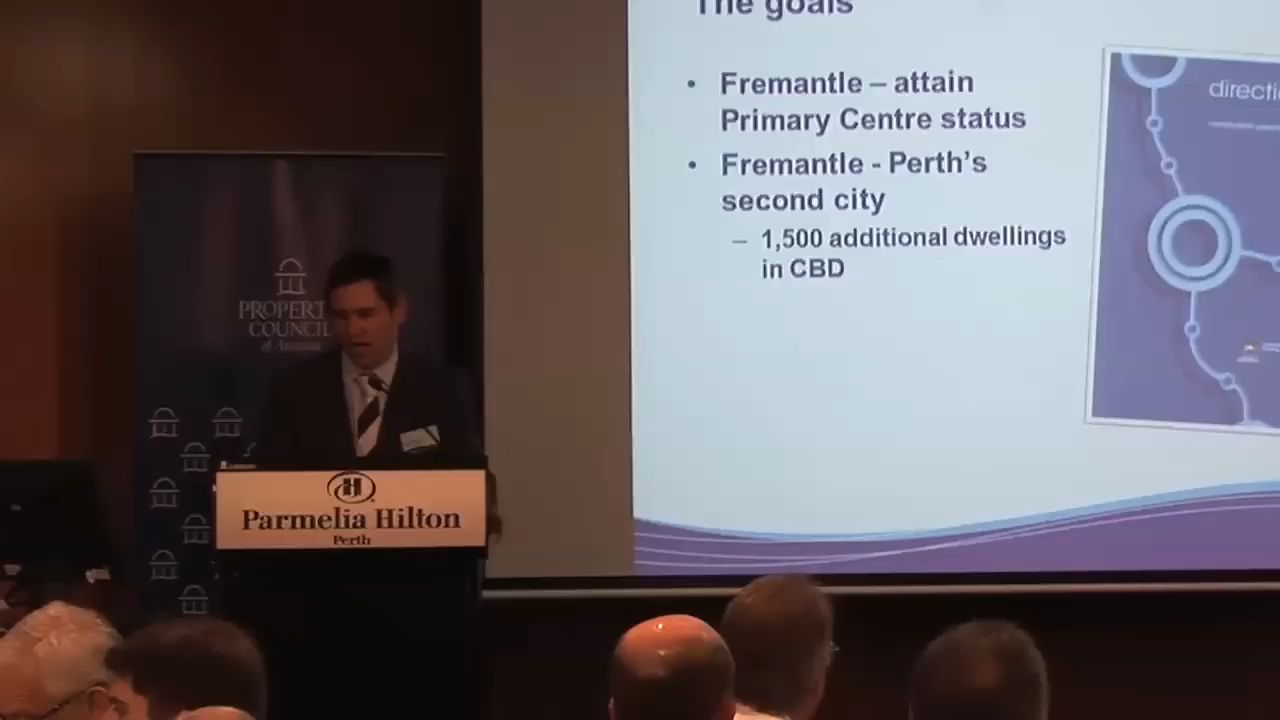 The goals
• Fremantle – attain
Primary Centre status
• Fremantle - Perth's
second city
– 1,500 additional dwellings
in CBD
directi
PROPERT
COUNCIL
of Australia
H
Parmelia Hilton
Perth